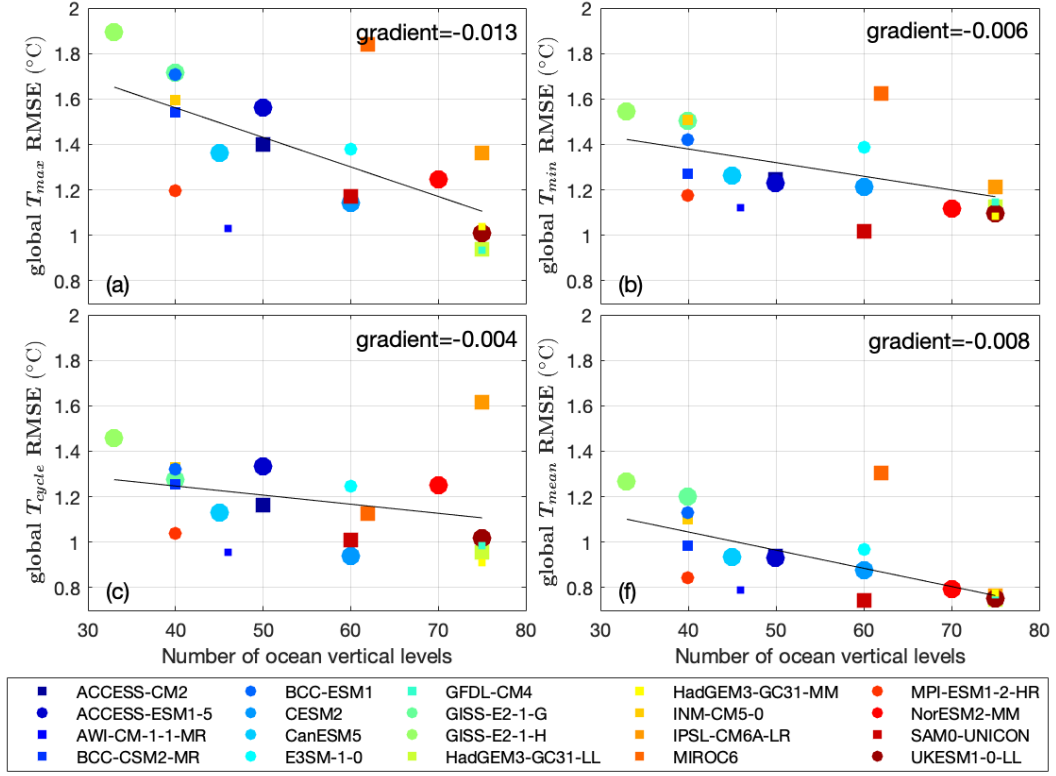 2
gradient=-0.013
1.8
1.6
1.4
1.2
1
0.8
global T_max RMSE (°C)
(a)
2
gradient=-0.006
1.8
1.6
1.4
1.2
1
0.8
global T_min RMSE (°C)
(b)
2
gradient=-0.004
1.8
1.6
1.4
1.2
1
0.8
global T_cycle RMSE (°C)
(c)
30 40 50 60 70 80
Number of ocean vertical levels
2
gradient=-0.008
1.8
1.6
1.4
1.2
1
0.8
global T_mean RMSE (°C)
(f)
30 40 50 60 70 80
Number of ocean vertical levels
ACCESS-CM2
ACCESS-ESM1-5
AWI-CM-1-1-MR
BCC-CSM2-MR
BCC-ESM1
CESM2
CanESM5
E3SM-1-0
GFDL-CM4
GISS-E2-1-G
GISS-E2-1-H
HadGEM3-GC31-LL
HadGEM3-GC31-MM
INM-CM5-0
IPSL-CM6A-LR
MIROC6
MPI-ESM1-2-HR
NorESM2-MM
SAM0-UNICON
UKESM1-0-LL